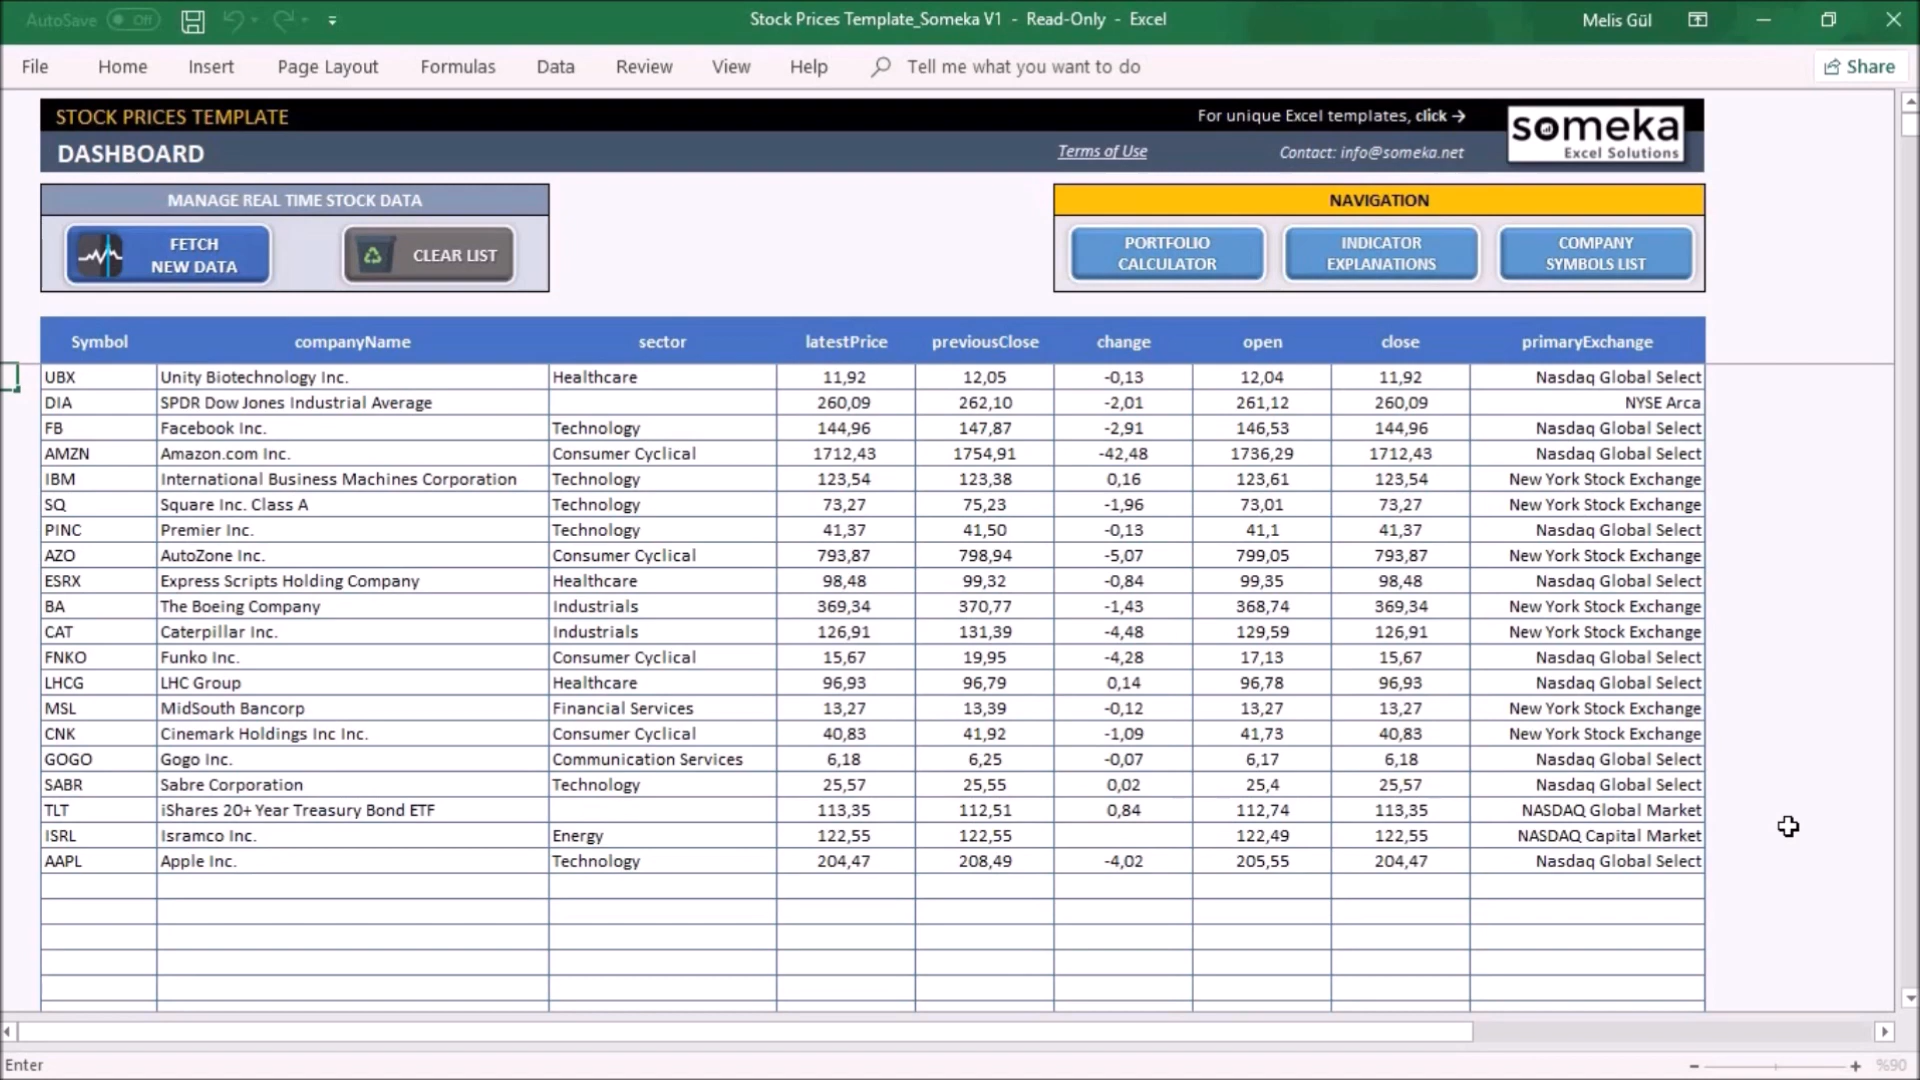 AutoSave Off Stock Prices Template_Someka V1 - Read-Only - Excel Melis Gül
File Home Insert Page Layout Formulas Data Review View Help Tell me what you want to do Share
STOCK PRICES TEMPLATE For unique Excel templates, click → someka
DASHBOARD Terms of Use Contact: info@someka.net Excel Solutions
MANAGE REAL TIME STOCK DATA NAVIGATION
FETCH
NEW DATA
CLEAR LIST
PORTFOLIO
CALCULATOR
INDICATOR
EXPLANATIONS
COMPANY
SYMBOLS LIST
Symbol companyName sector latestPrice previousClose change open close primaryExchange
UBX Unity Biotechnology Inc. Healthcare 11,92 12,05 -0,13 12,04 11,92 Nasdaq Global Select
DIA SPDR Dow Jones Industrial Average 260,09 262,10 -2,01 261,12 260,09 NYSE Arca
FB Facebook Inc. Technology 144,96 147,87 -2,91 146,53 144,96 Nasdaq Global Select
AMZN Amazon.com Inc. Consumer Cyclical 1712,43 1754,91 -42,48 1736,29 1712,43 Nasdaq Global Select
IBM International Business Machines Corporation Technology 123,54 123,38 0,16 123,61 123,54 New York Stock Exchange
SQ Square Inc. Class A Technology 73,27 75,23 -1,96 73,01 73,27 New York Stock Exchange
PINC Premier Inc. Technology 41,37 41,50 -0,13 41,1 41,37 Nasdaq Global Select
AZO AutoZone Inc. Consumer Cyclical 793,87 798,94 -5,07 799,05 793,87 New York Stock Exchange
ESRX Express Scripts Holding Company Healthcare 98,48 99,32 -0,84 99,35 98,48 Nasdaq Global Select
BA The Boeing Company Industrials 369,34 370,77 -1,43 368,74 369,34 New York Stock Exchange
CAT Caterpillar Inc. Industrials 126,91 131,39 -4,48 129,59 126,91 New York Stock Exchange
FNKO Funko Inc. Consumer Cyclical 15,67 19,95 -4,28 17,13 15,67 Nasdaq Global Select
LHCG LHC Group Healthcare 96,93 96,79 0,14 96,78 96,93 Nasdaq Global Select
MSL MidSouth Bancorp Financial Services 13,27 13,39 -0,12 13,27 13,27 New York Stock Exchange
CNK Cinemark Holdings Inc Inc. Consumer Cyclical 40,83 41,92 -1,09 41,73 40,83 New York Stock Exchange
GOGO Gogo Inc. Communication Services 6,18 6,25 -0,07 6,17 6,18 Nasdaq Global Select
SABR Sabre Corporation Technology 25,57 25,55 0,02 25,4 25,57 Nasdaq Global Select
TLT iShares 20+ Year Treasury Bond ETF 113,35 112,51 0,84 112,74 113,35 NASDAQ Global Market
ISRL Isramco Inc. Energy 122,55 122,55 122,49 122,55 NASDAQ Capital Market
AAPL Apple Inc. Technology 204,47 208,49 -4,02 205,55 204,47 Nasdaq Global Select
Enter %90